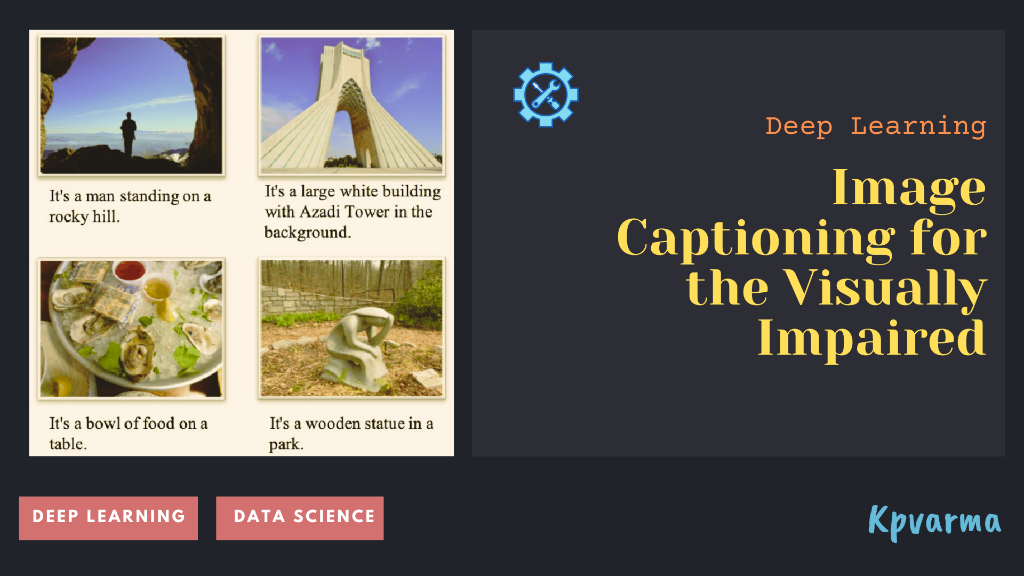 It's a man standing on a
rocky hill.
It's a large white building
with Azadi Tower in the
background.
It's a bowl of food on a
table.
It's a wooden statue in a
park.
Deep Learning
Image
Captioning for
the Visually
Impaired
DEEP LEARNING
DATA SCIENCE
Kpvarma